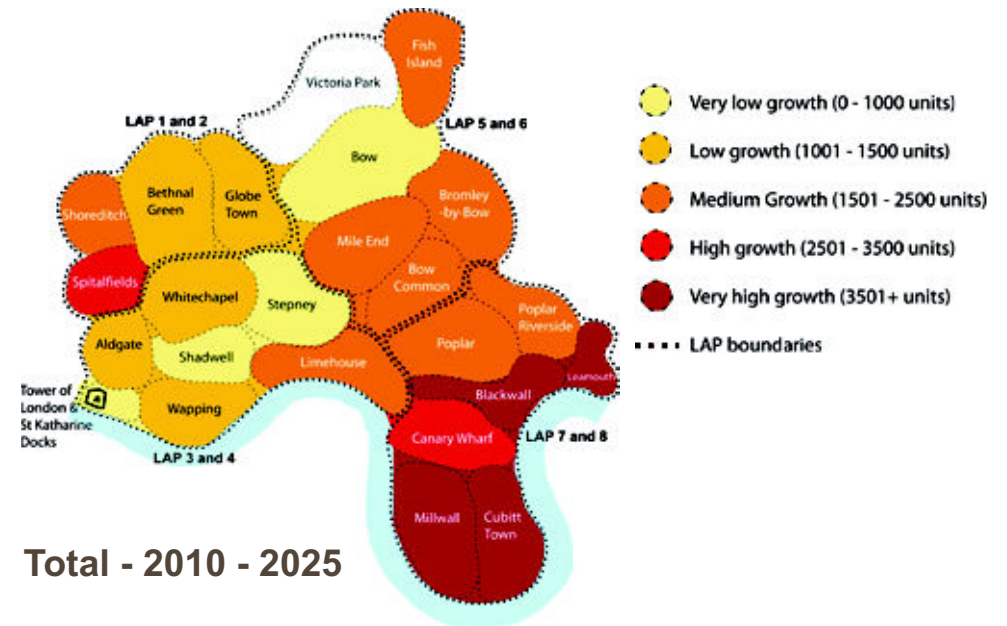 Fish
Island
Victoria Park
LAP 1 and 2
LAP 5 and 6
Bow
Bethnal
Green
Globe
Town
Bromley
-by-Bow
Shoreditch
Mile End
Spitalfields
Bow
Common
Whitechapel
Stepney
Poplar
Riverside
Aldgate
Shadwell
Limehouse
Poplar
Leamouth
Blackwall
Tower of
London &
St Katharine
Docks
Wapping
Canary Wharf
LAP 7 and 8
LAP 3 and 4
Millwall
Cubitt
Town
Total - 2010 - 2025
Very low growth (0 - 1000 units)
Low growth (1001 - 1500 units)
Medium Growth (1501 - 2500 units)
High growth (2501 - 3500 units)
Very high growth (3501+ units)
LAP boundaries